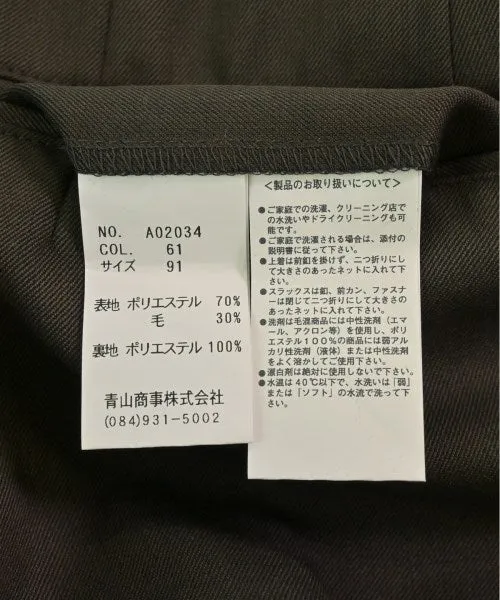 NO. A02034
COL. 61
サイズ 91
表地 ポリエステル 70%
毛 30%
裏地 ポリエステル 100%
青山商事株式会社
(084)931-5002
<製品のお取り扱いについて>
●ご家庭での洗濯、クリーニング店で
の水洗いやドライクリーニングも可
能です。
●ご家庭で洗濯される場合は、添付の
説明書に従って下さい。
●上着は前釦を掛けず、二つ折りにし
て大きさのあったネットに入れて下
さい。
●スラックスは釦、前カン、ファスナ
ーは閉じて二つ折りにして大きさの
あったネットに入れて下さい。
●洗剤は毛混商品には中性洗剤(エマ
ール、アクロン等)を使用し、ポリ
エステル100%の商品には弱アル
カリ性洗剤(液体)または中性洗剤
をよく溶かしてご使用下さい。
●漂白剤は絶対に使用しないで下さい。
●水温は40℃以下で、水洗いは「弱」
または「ソフト」の水流で洗って下
さい。